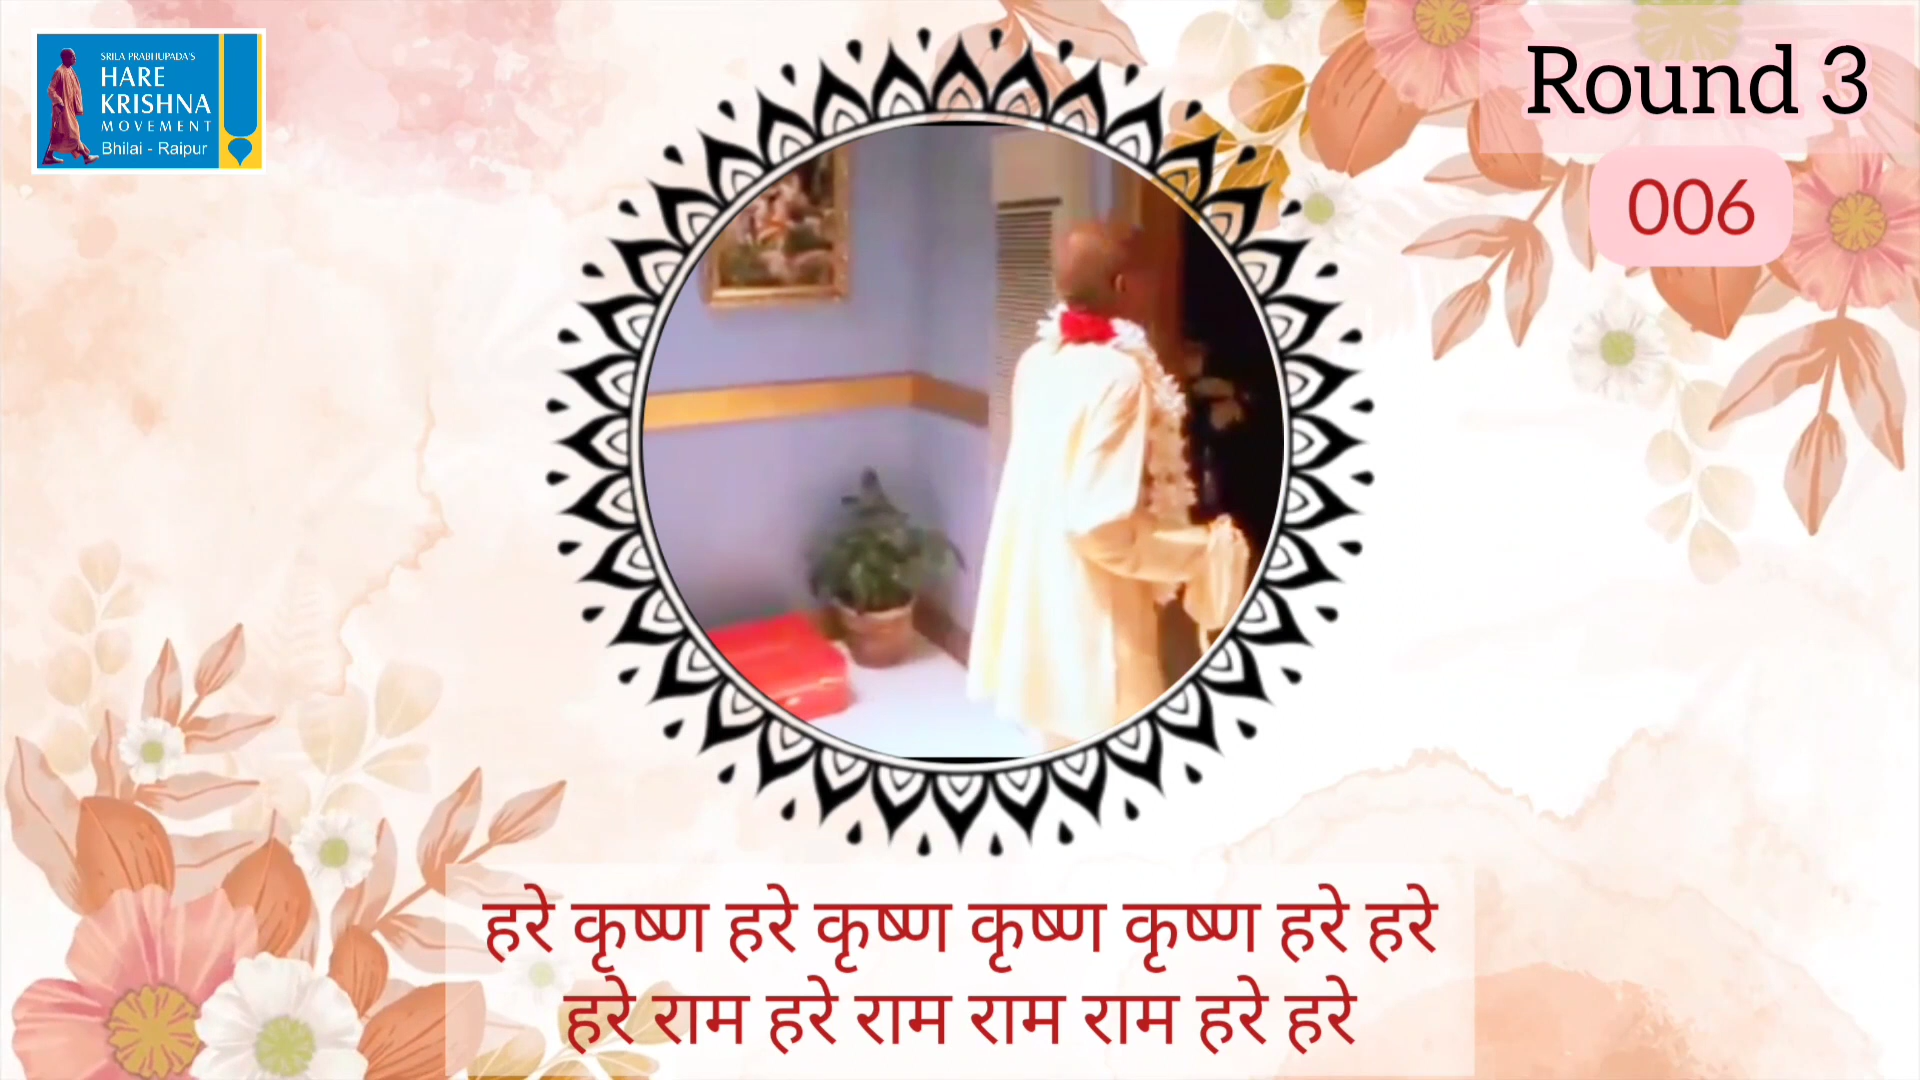 SRILA PRABHUPADA'S
HARE
KRISHNA
MOVEMENT
Bhilai - Raipur
Round 3
006
हरे कृष्ण हरे कृष्ण कृष्ण कृष्ण हरे हरे
हरे राम हरे राम राम राम हरे हरे